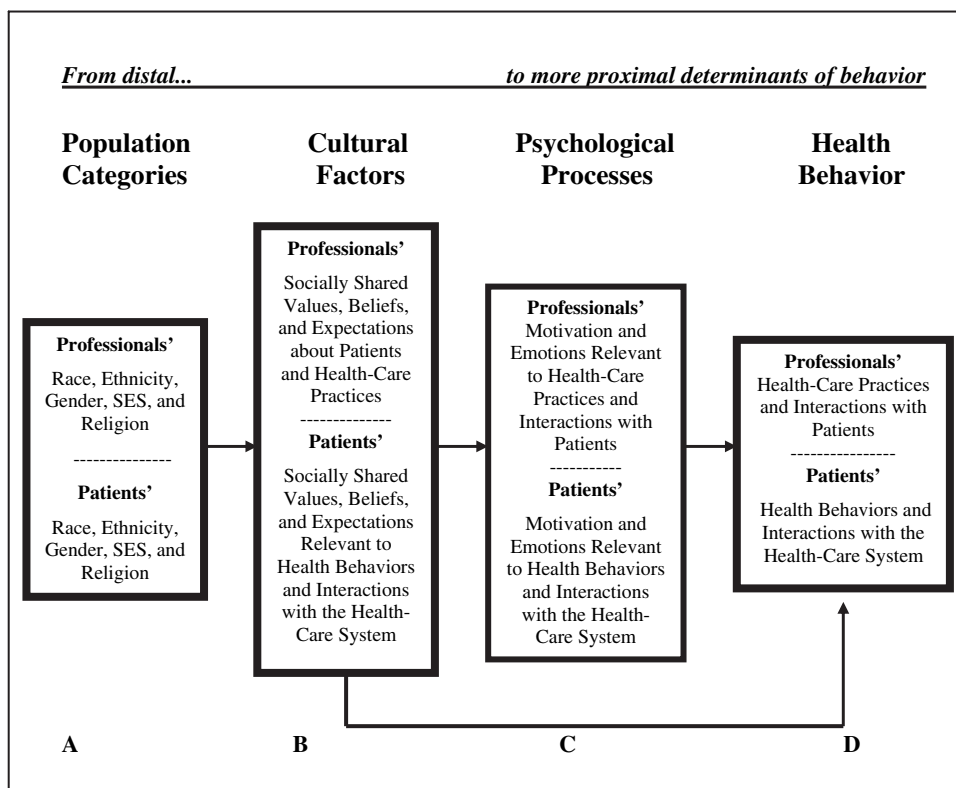 From distal... to more proximal determinants of behavior
Population
Categories
Cultural
Factors
Psychological
Processes
Health
Behavior
Professionals’
Race, Ethnicity,
Gender, SES, and
Religion
---------------
Patients’
Race, Ethnicity,
Gender, SES, and
Religion
Professionals’
Socially Shared
Values, Beliefs,
and Expectations
about Patients
and Health-Care
Practices
--------------
Patients’
Socially Shared
Values, Beliefs,
and Expectations
Relevant to
Health Behaviors
and Interactions
with the Health-
Care System
Professionals’
Motivation and
Emotions Relevant
to Health-Care
Practices and
Interactions with
Patients
-----------
Patients’
Motivation and
Emotions Relevant
to Health Behaviors
and Interactions
with the Health-
Care System
Professionals’
Health-Care Practices
and Interactions with
Patients
----------------
Patients’
Health Behaviors and
Interactions with the
Health-Care System
A B C D